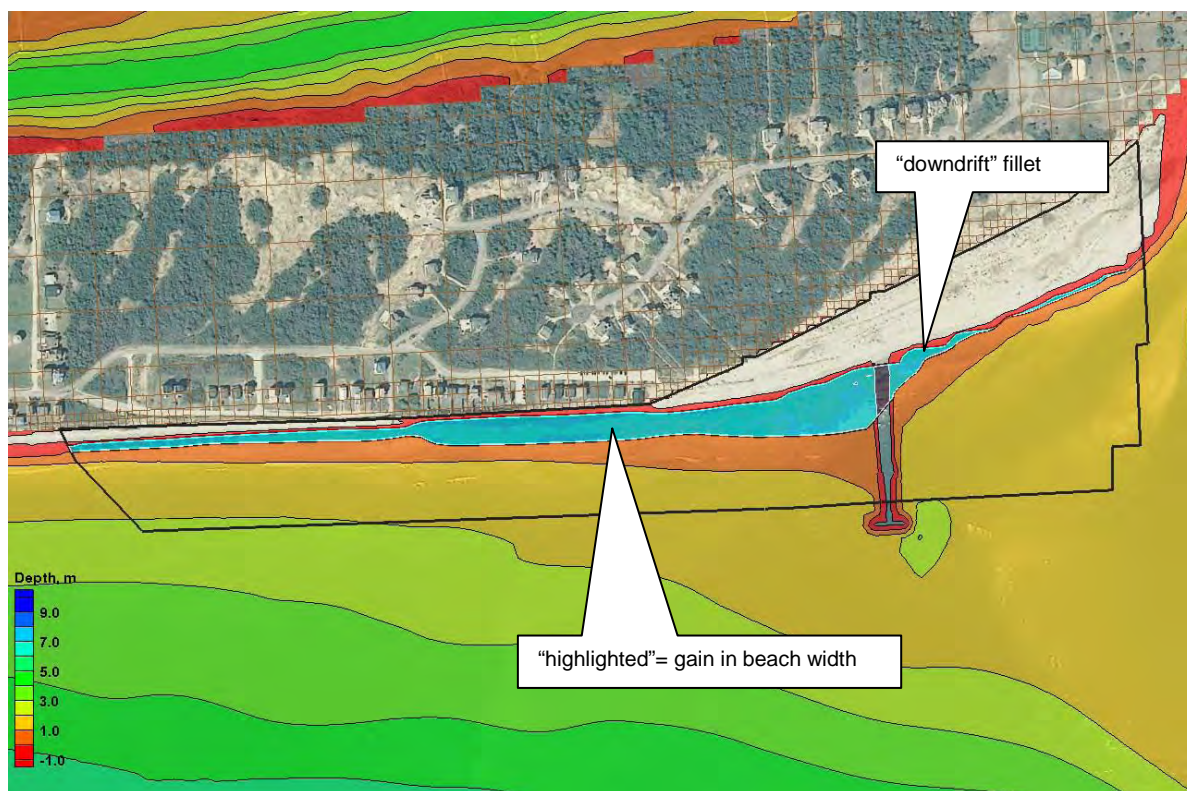 “downdrift” fillet
“highlighted”= gain in beach width
Depth, m
9.0
7.0
5.0
3.0
1.0
-1.0